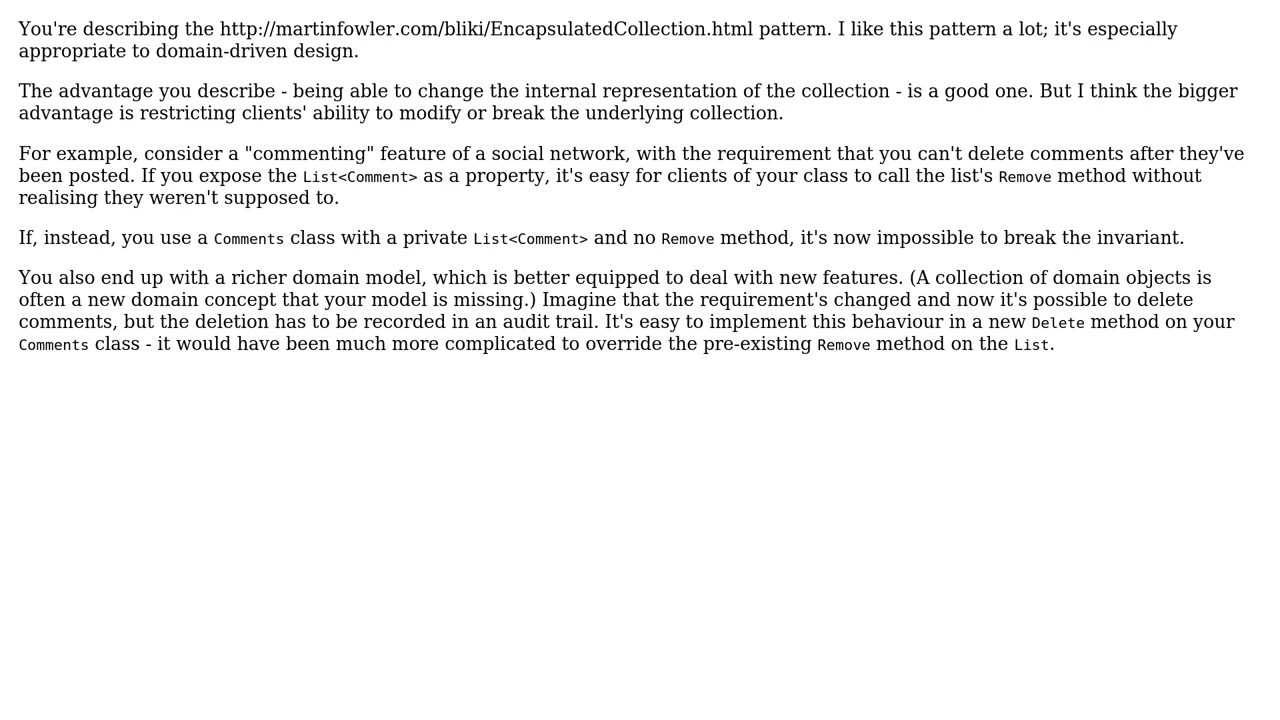 You're describing the http://martinfowler.com/bliki/EncapsulatedCollection.html pattern. I like this pattern a lot; it's especially
appropriate to domain-driven design.
The advantage you describe - being able to change the internal representation of the collection - is a good one. But I think the bigger
advantage is restricting clients' ability to modify or break the underlying collection.
For example, consider a "commenting" feature of a social network, with the requirement that you can't delete comments after they've
been posted. If you expose the List<Comment> as a property, it's easy for clients of your class to call the list's Remove method without
realising they weren't supposed to.
If, instead, you use a Comments class with a private List<Comment> and no Remove method, it's now impossible to break the invariant.
You also end up with a richer domain model, which is better equipped to deal with new features. (A collection of domain objects is
often a new domain concept that your model is missing.) Imagine that the requirement's changed and now it's possible to delete
comments, but the deletion has to be recorded in an audit trail. It's easy to implement this behaviour in a new Delete method on your
Comments class - it would have been much more complicated to override the pre-existing Remove method on the List.